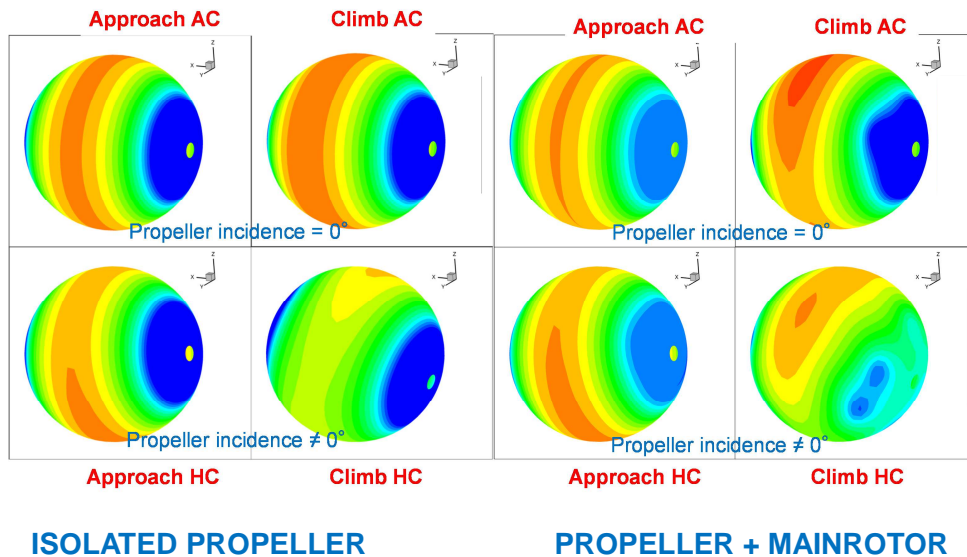 Approach AC Climb AC Approach AC Climb AC
z x Y z x Y z x Y z x Y
Propeller incidence = 0° Propeller incidence = 0°
z x Y z x Y z x Y z x Y
Propeller incidence ≠ 0° Propeller incidence ≠ 0°
Approach HC Climb HC Approach HC Climb HC
ISOLATED PROPELLER PROPELLER + MAINROTOR